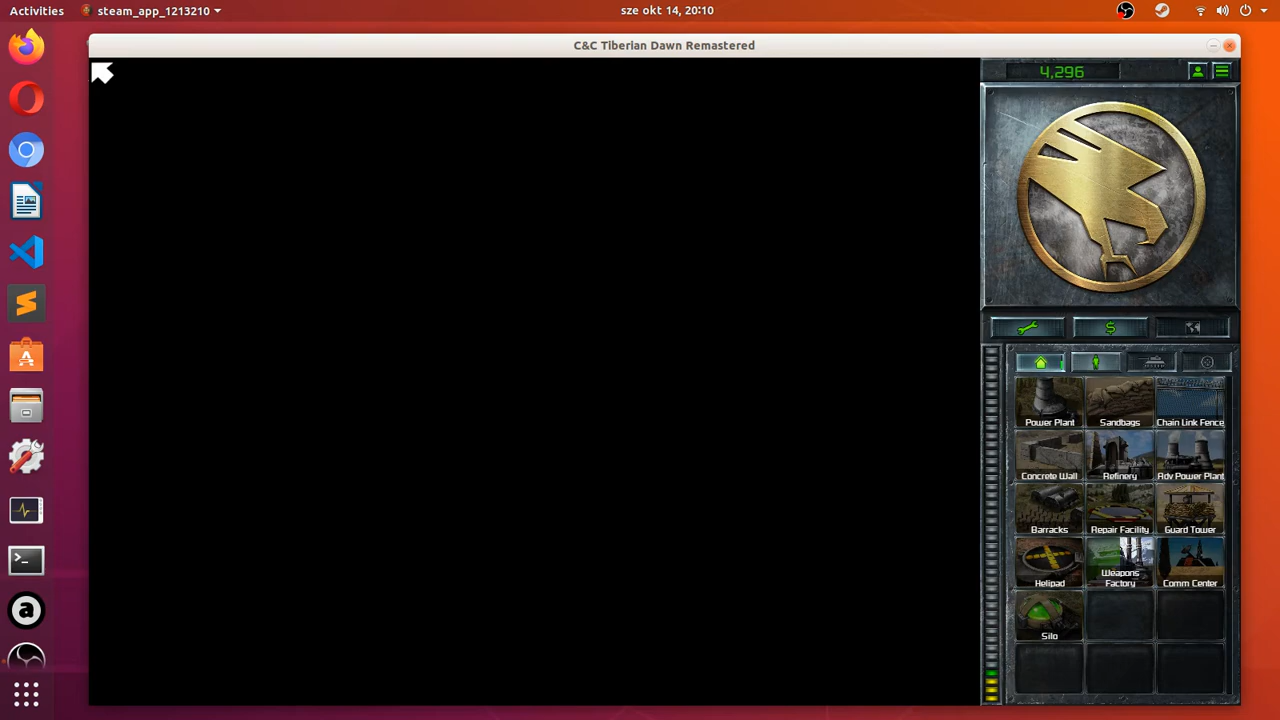 Activities steam_app_1213210 sze okt 14, 20:10
C&C Tiberian Dawn Remastered
4,296
$
Power Plant Sandbags Chain Link Fence
Concrete Wall Refinery Adv Power Plant
Barracks Repair Facility Guard Tower
Helipad Weapons Factory Comm Center
Silo